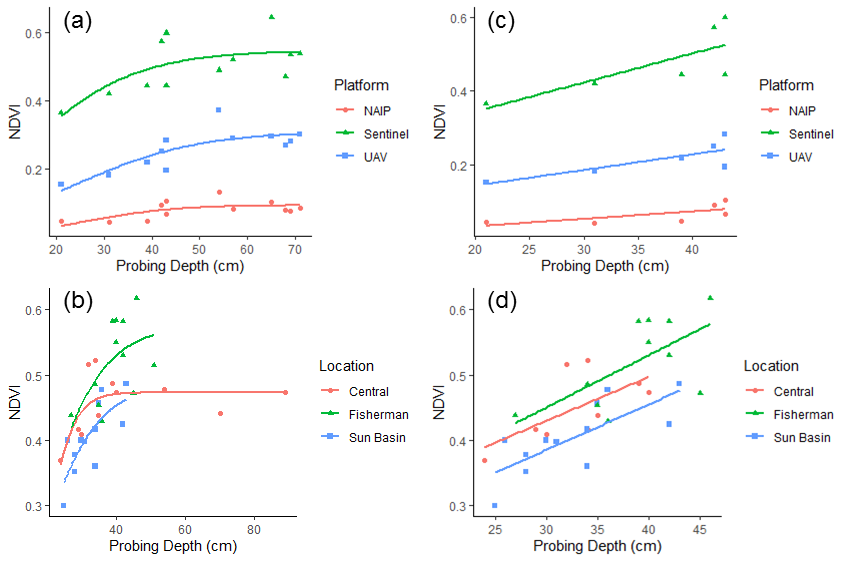 (a)
NDVI
0.6
0.4
0.2
20 30 40 50 60 70
Probing Depth (cm)
Platform
NAIP
Sentinel
UAV
(c)
NDVI
0.6
0.4
0.2
20 25 30 35 40
Probing Depth (cm)
Platform
NAIP
Sentinel
UAV
(b)
NDVI
0.6
0.5
0.4
0.3
40 60 80
Probing Depth (cm)
Location
Central
Fisherman
Sun Basin
(d)
NDVI
0.6
0.5
0.4
0.3
25 30 35 40 45
Probing Depth (cm)
Location
Central
Fisherman
Sun Basin